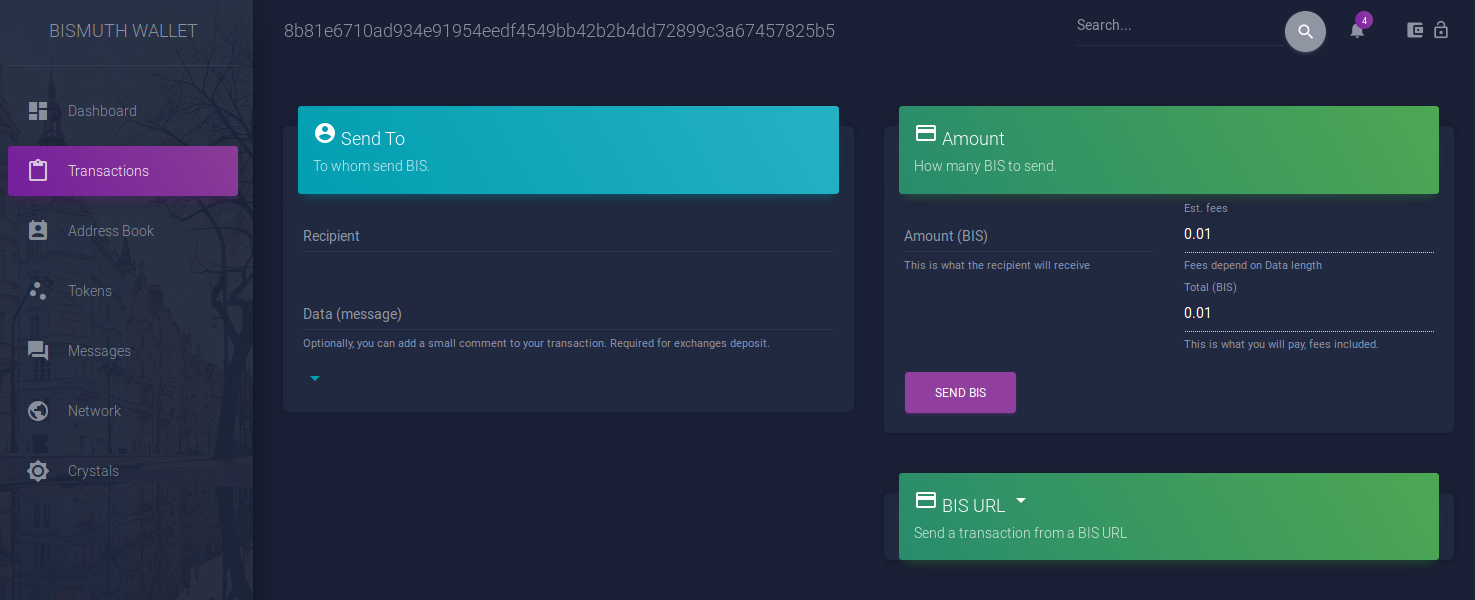 BISMUTH WALLET
8b81e6710ad934e91954eedf4549bb42b2b4dd72899c3a67457825b5
Search...
4
Dashboard
Transactions
Address Book
Tokens
Messages
Network
Crystals
Send To
To whom send BIS.
Recipient
Data (message)
Optionally, you can add a small comment to your transaction. Required for exchanges deposit.
Amount
How many BIS to send.
Amount (BIS)
This is what the recipient will receive
Est. fees
0.01
Fees depend on Data length
Total (BIS)
0.01
This is what you will pay, fees included.
SEND BIS
BIS URL
Send a transaction from a BIS URL